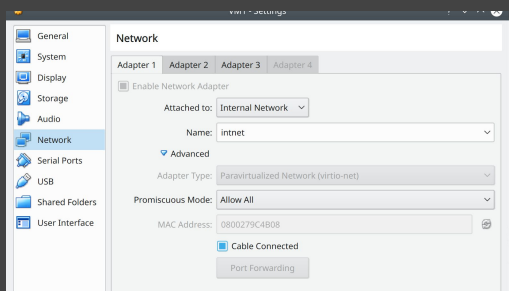 VM1 - Settings
General
System
Display
Storage
Audio
Network
Serial Ports
USB
Shared Folders
User Interface
Network
Adapter 1 Adapter 2 Adapter 3 Adapter 4
Enable Network Adapter
Attached to: Internal Network
Name: intnet
Advanced
Adapter Type: Paravirtualized Network (virtio-net)
Promiscuous Mode: Allow All
MAC Address: 0800279C4B08
Cable Connected
Port Forwarding